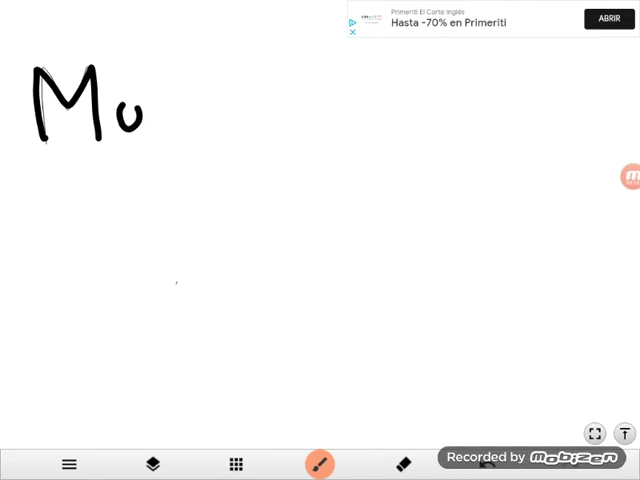 Primeriti El Corte Inglés
Hasta -70% en Primeriti
ABRIR
Mu
Recorded by
Mobizen